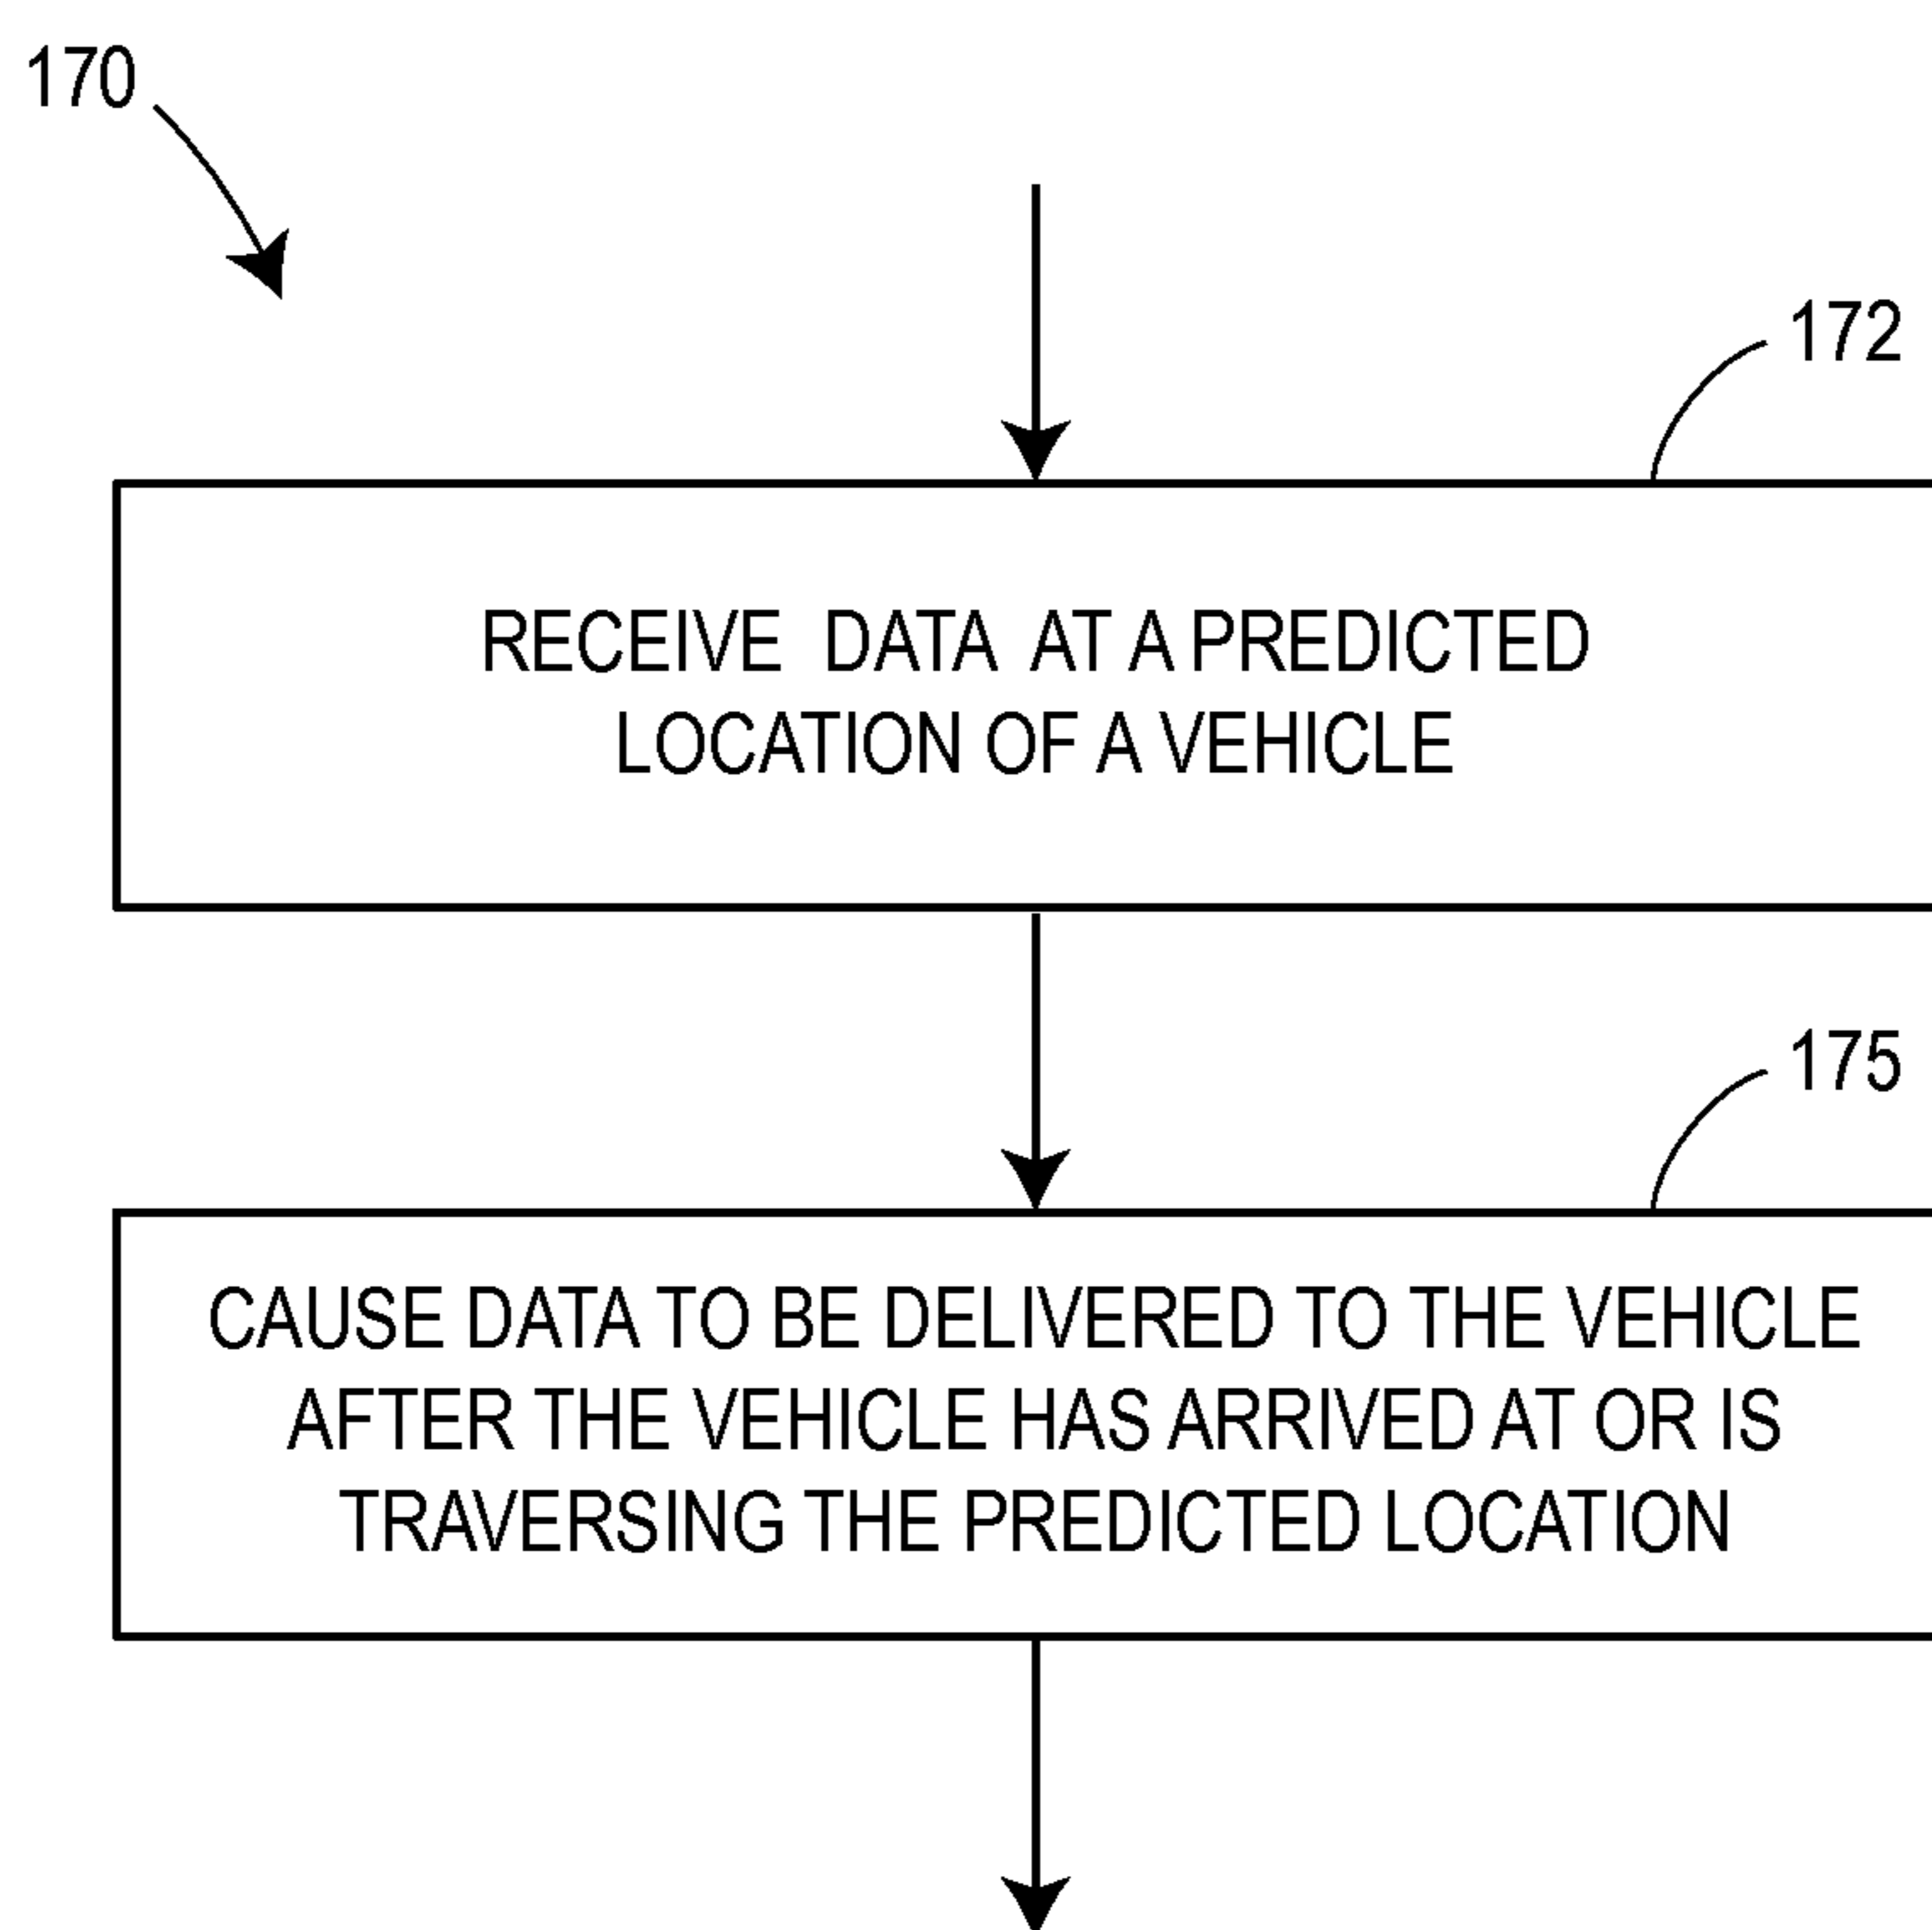 170
172
RECEIVE DATA AT A PREDICTED
LOCATION OF A VEHICLE
175
CAUSE DATA TO BE DELIVERED TO THE VEHICLE
AFTER THE VEHICLE HAS ARRIVED AT OR IS
TRAVERSING THE PREDICTED LOCATION